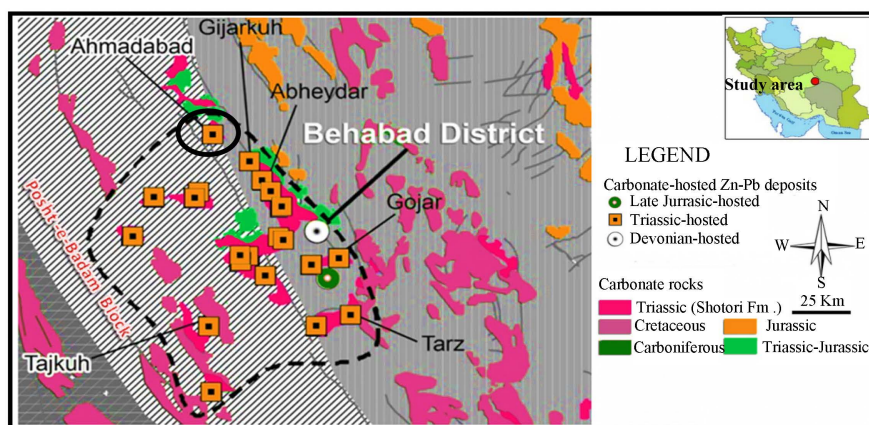 Ahmadabad
Gijarkuh
Abheydar
Behabad District
Gojar
Posht-e-Badam Block
Tajkuh
Tarz
Study area
LEGEND
Carbonate-hosted Zn-Pb deposits
Late Jurrasic-hosted
Triassic-hosted
Devonian-hosted
N
W
E
S
25 Km
Carbonate rocks
Triassic (Shotori Fm .)
Cretaceous
Jurassic
Carboniferous
Triassic-Jurassic